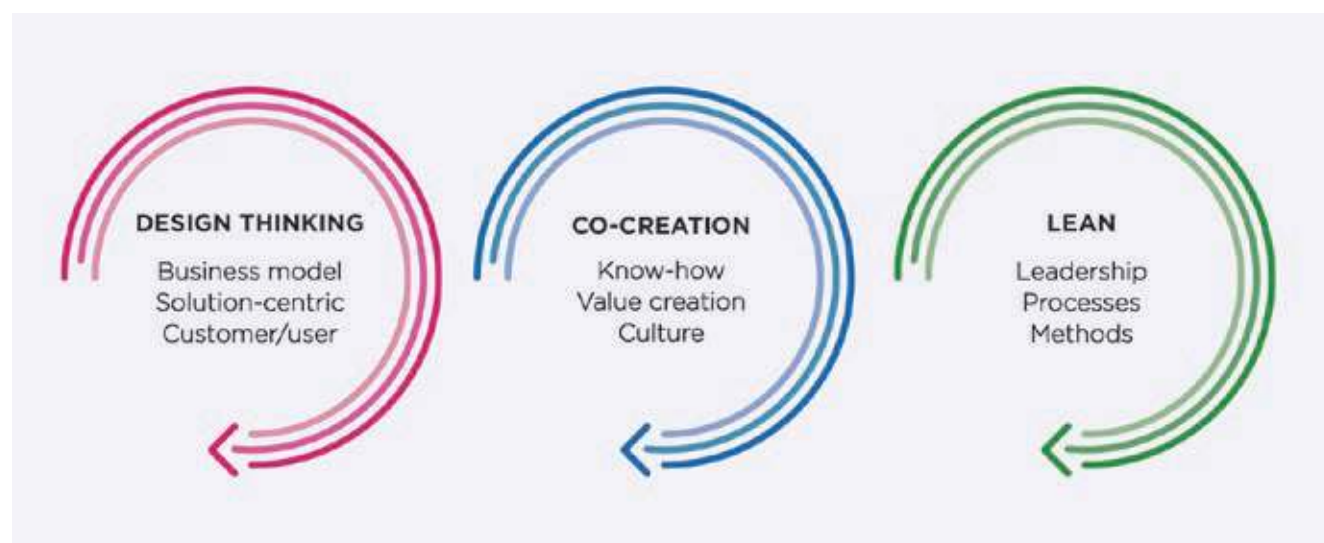 DESIGN THINKING
Business model
Solution-centric
Customer/user
CO-CREATION
Know-how
Value creation
Culture
LEAN
Leadership
Processes
Methods